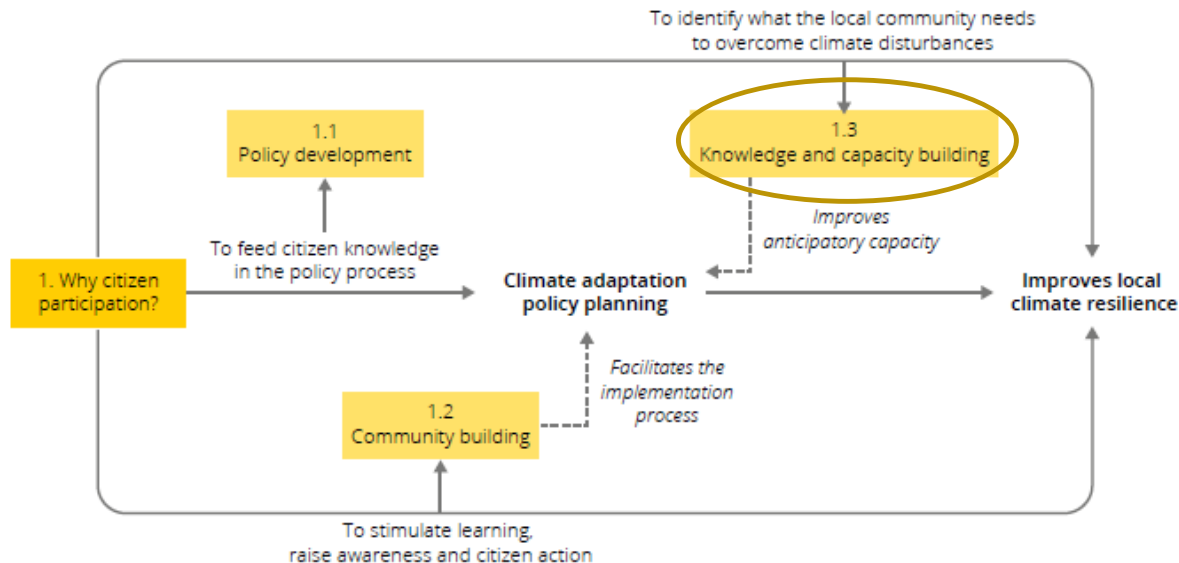 To identify what the local community needs
to overcome climate disturbances
1.1
Policy development
1.3
Knowledge and capacity building
Improves
anticipatory capacity
To feed citizen knowledge
in the policy process
1. Why citizen
participation?
Climate adaptation
policy planning
Improves local
climate resilience
Facilitates the
implementation
process
1.2
Community building
To stimulate learning,
raise awareness and citizen action